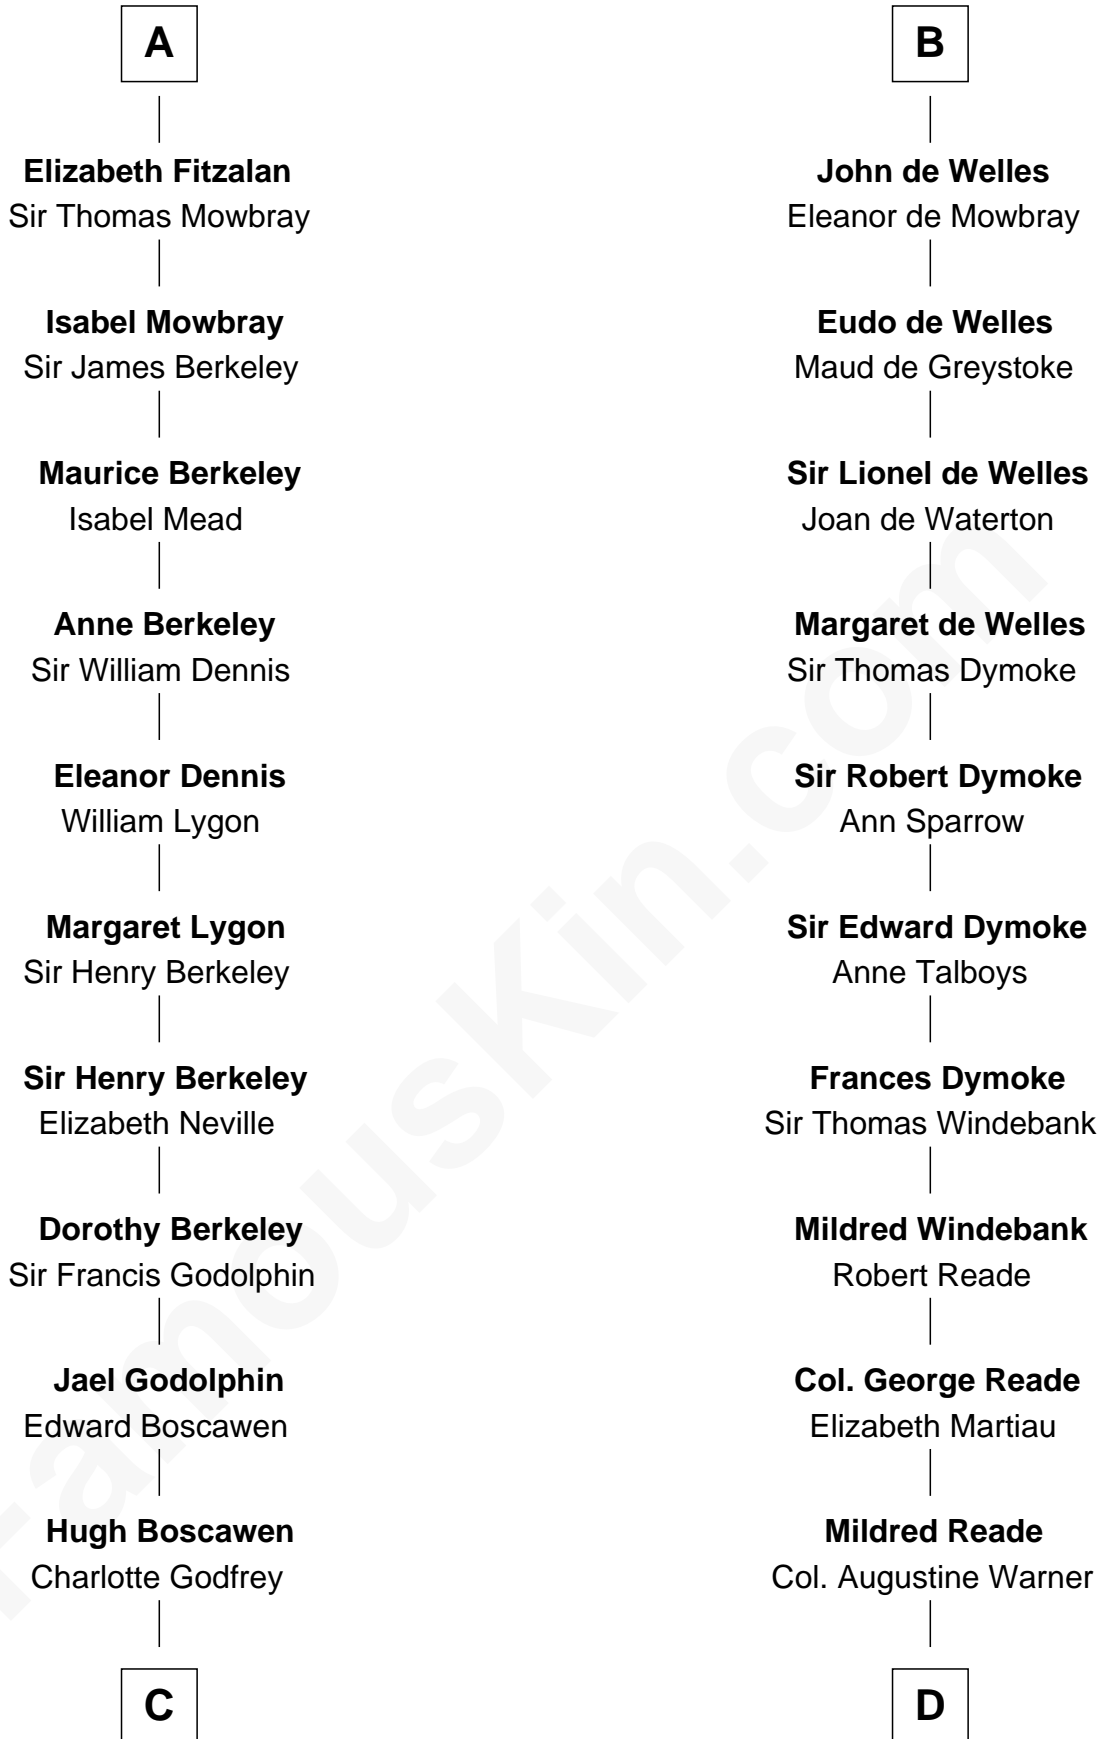 A
Elizabeth Fitzalan
Sir Thomas Mowbray
Isabel Mowbray
Sir James Berkeley
Maurice Berkeley
Isabel Mead
Anne Berkeley
Sir William Dennis
Eleanor Dennis
William Lygon
Margaret Lygon
Sir Henry Berkeley
Sir Henry Berkeley
Elizabeth Neville
Dorothy Berkeley
Sir Francis Godolphin
Jael Godolphin
Edward Boscawen
Hugh Boscawen
Charlotte Godfrey
C
B
John de Welles
Eleanor de Mowbray
Eudo de Welles
Maud de Greystoke
Sir Lionel de Welles
Joan de Waterton
Margaret de Welles
Sir Thomas Dymoke
Sir Robert Dymoke
Ann Sparrow
Sir Edward Dymoke
Anne Talboys
Frances Dymoke
Sir Thomas Windebank
Mildred Windebank
Robert Reade
Col. George Reade
Elizabeth Martiau
Mildred Reade
Col. Augustine Warner
D
FamousKin.com